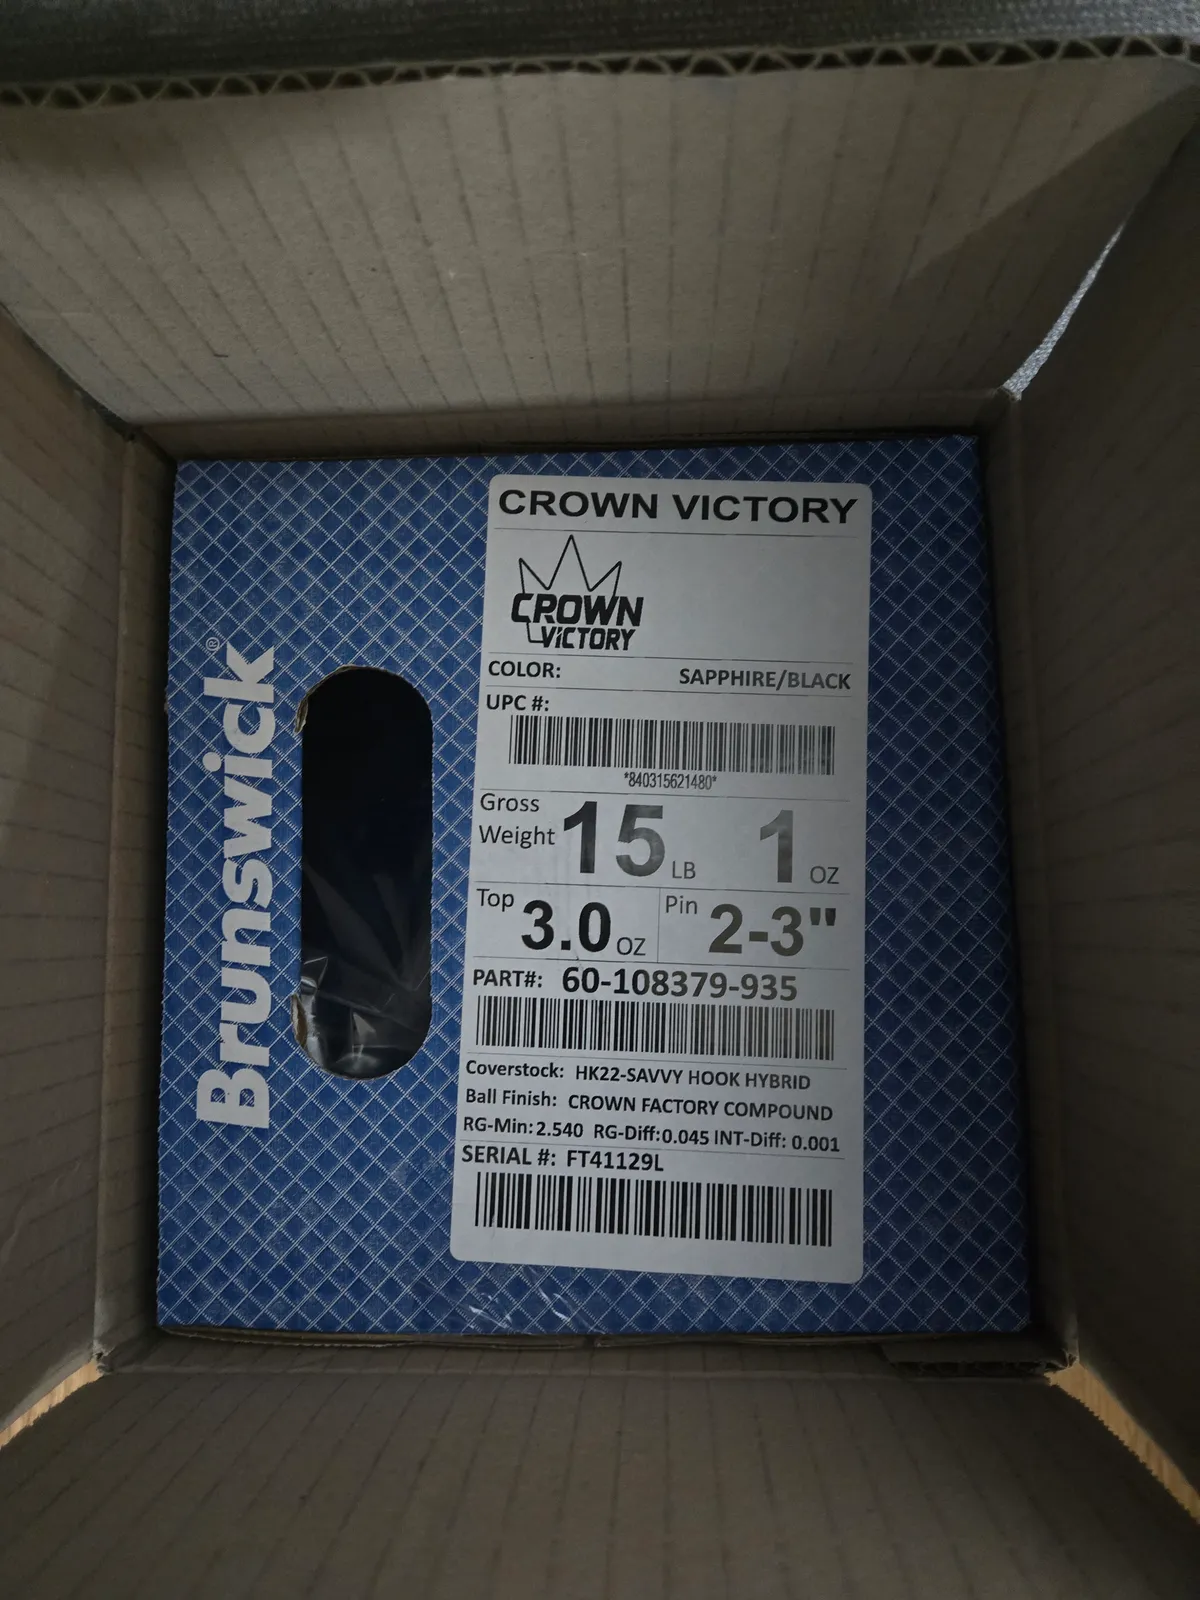 Brunswick®
CROWN VICTORY
CROWN
VICTORY
COLOR: SAPPHIRE/BLACK
UPC #:
*840315621480*
Gross
Weight 15 LB 1 OZ
Top 3.0 OZ Pin 2-3"
PART#: 60-108379-935
Coverstock: HK22-SAVVY HOOK HYBRID
Ball Finish: CROWN FACTORY COMPOUND
RG-Min: 2.540 RG-Diff:0.045 INT-Diff: 0.001
SERIAL #: FT41129L